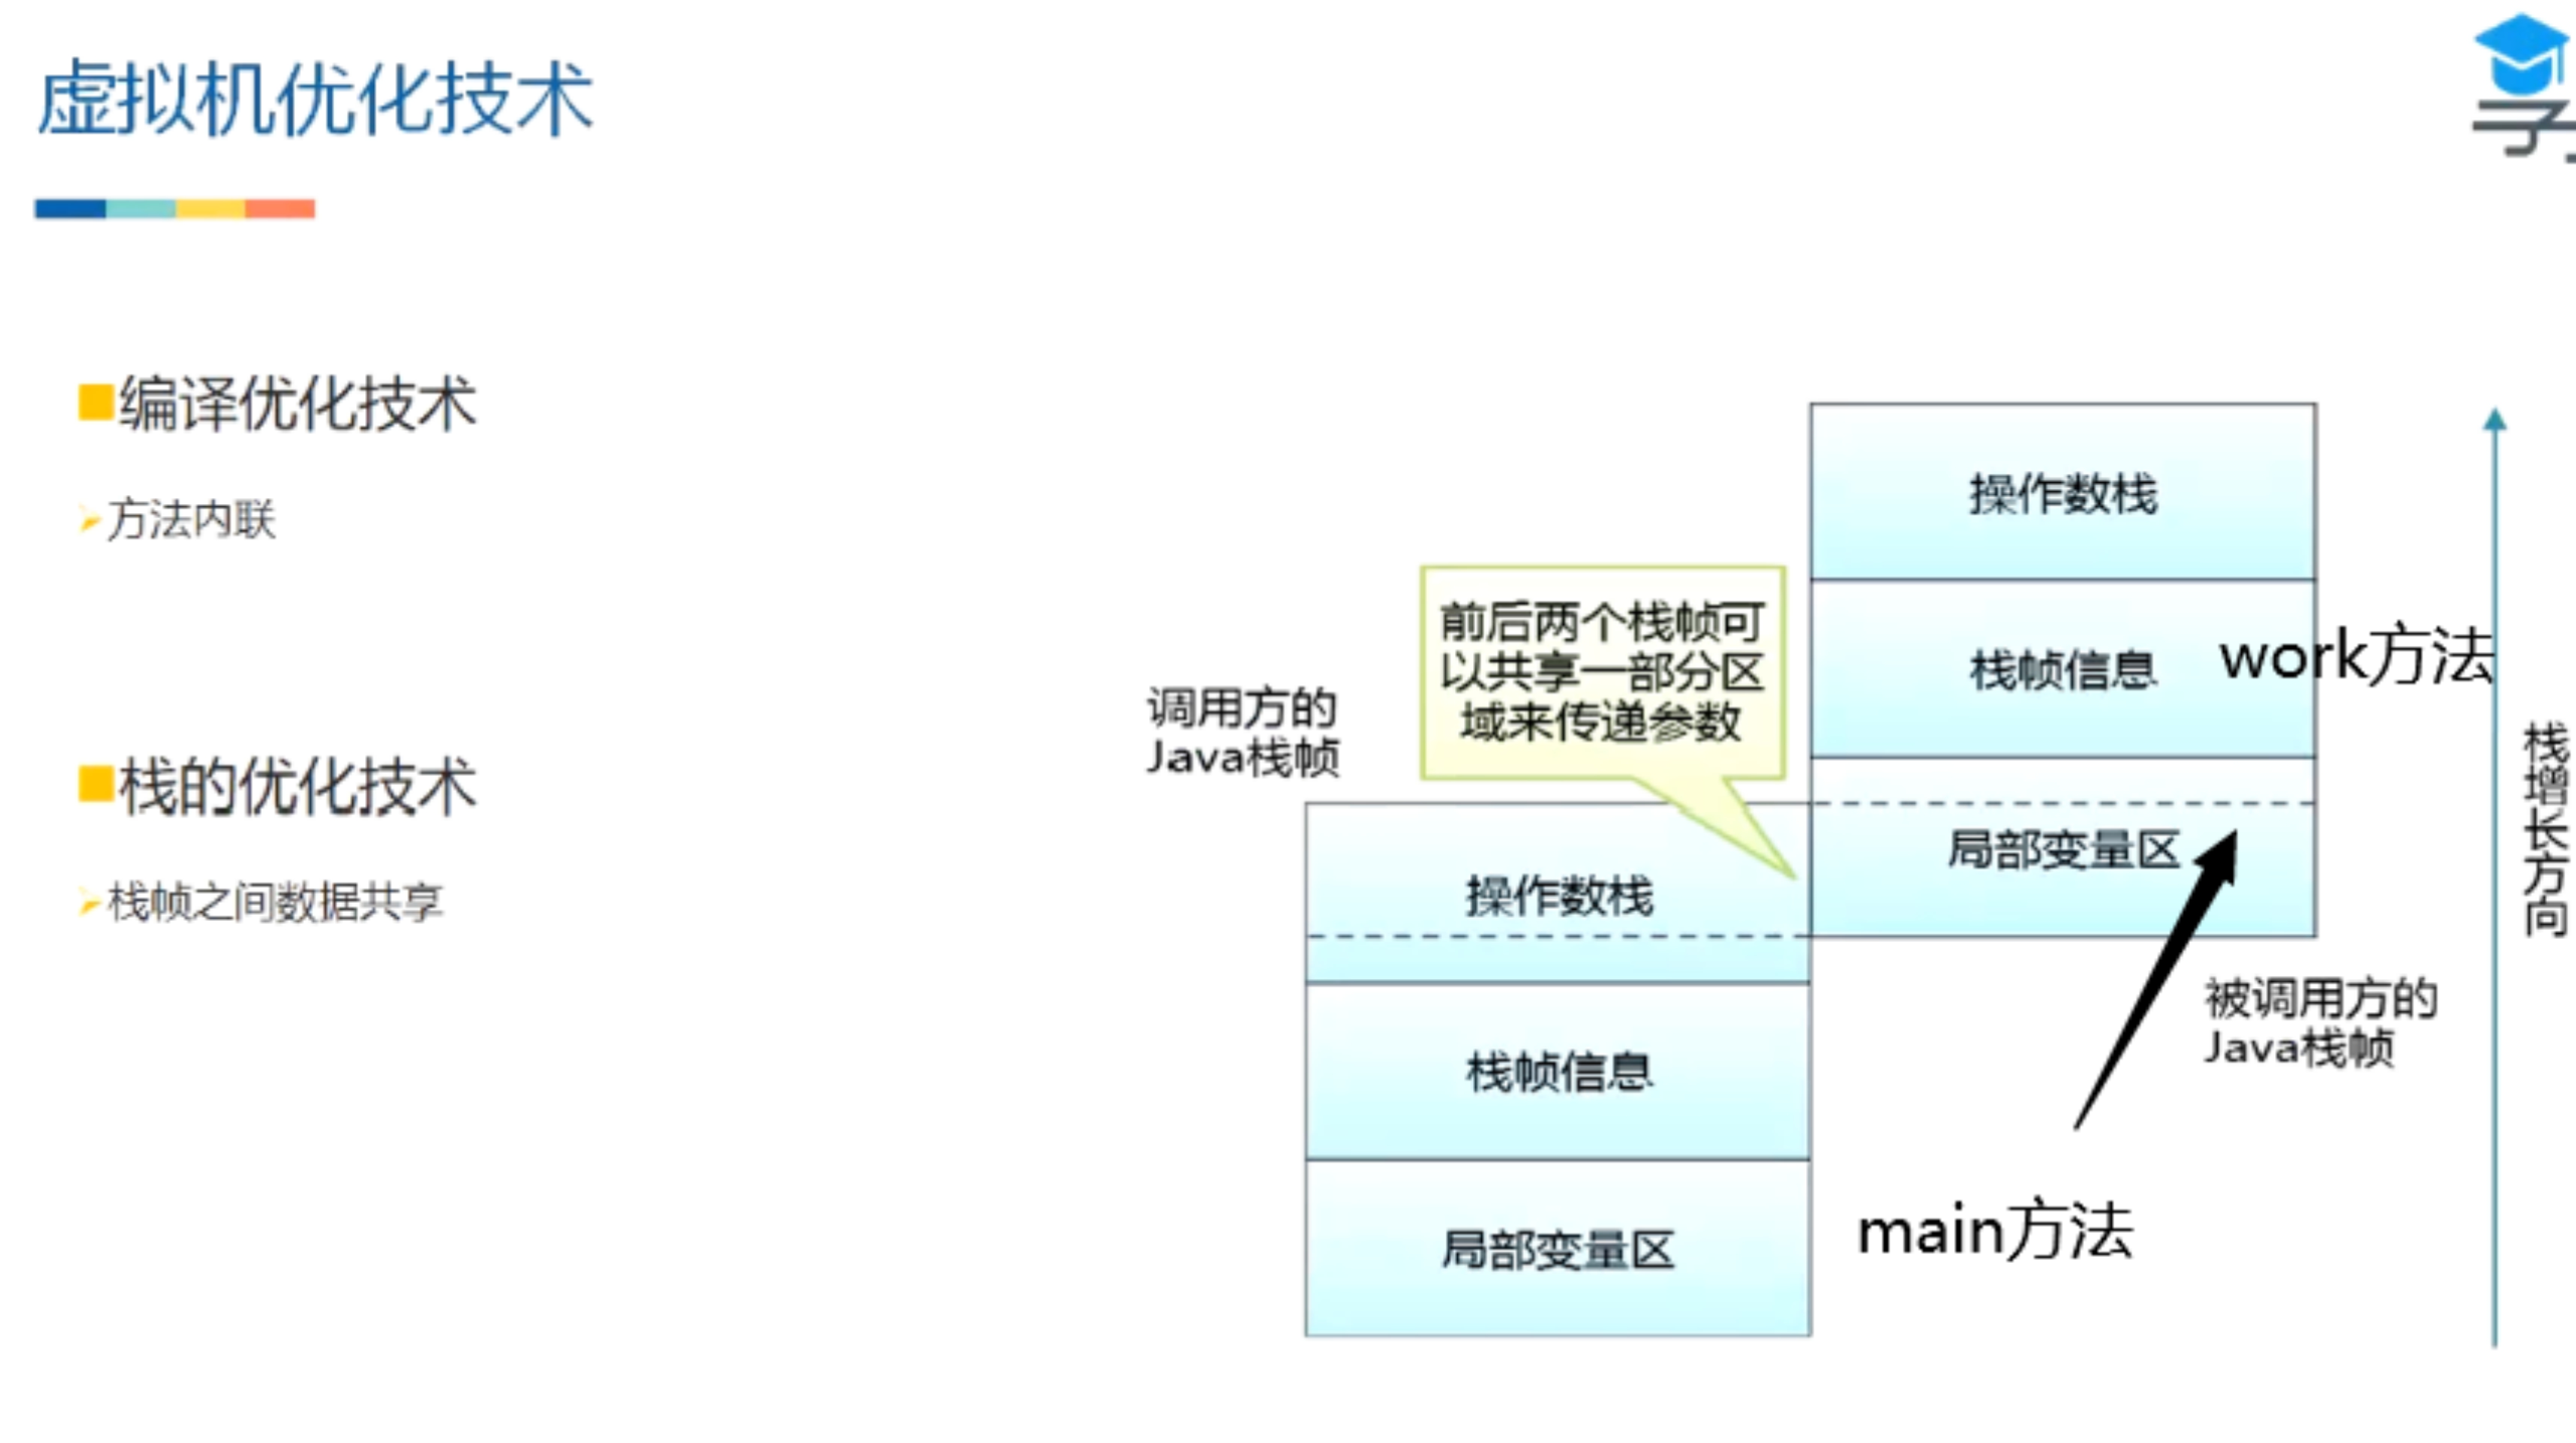 虚拟机优化技术
编译优化技术
方法内联
栈的优化技术
栈帧之间数据共享
操作数栈
前后两个栈帧可
以共享一部分区
域来传递参数
栈帧信息
work方法
调用方的
Java栈帧
局部变量区
操作数栈
栈增长方向
被调用方的
Java栈帧
栈帧信息
main方法
局部变量区